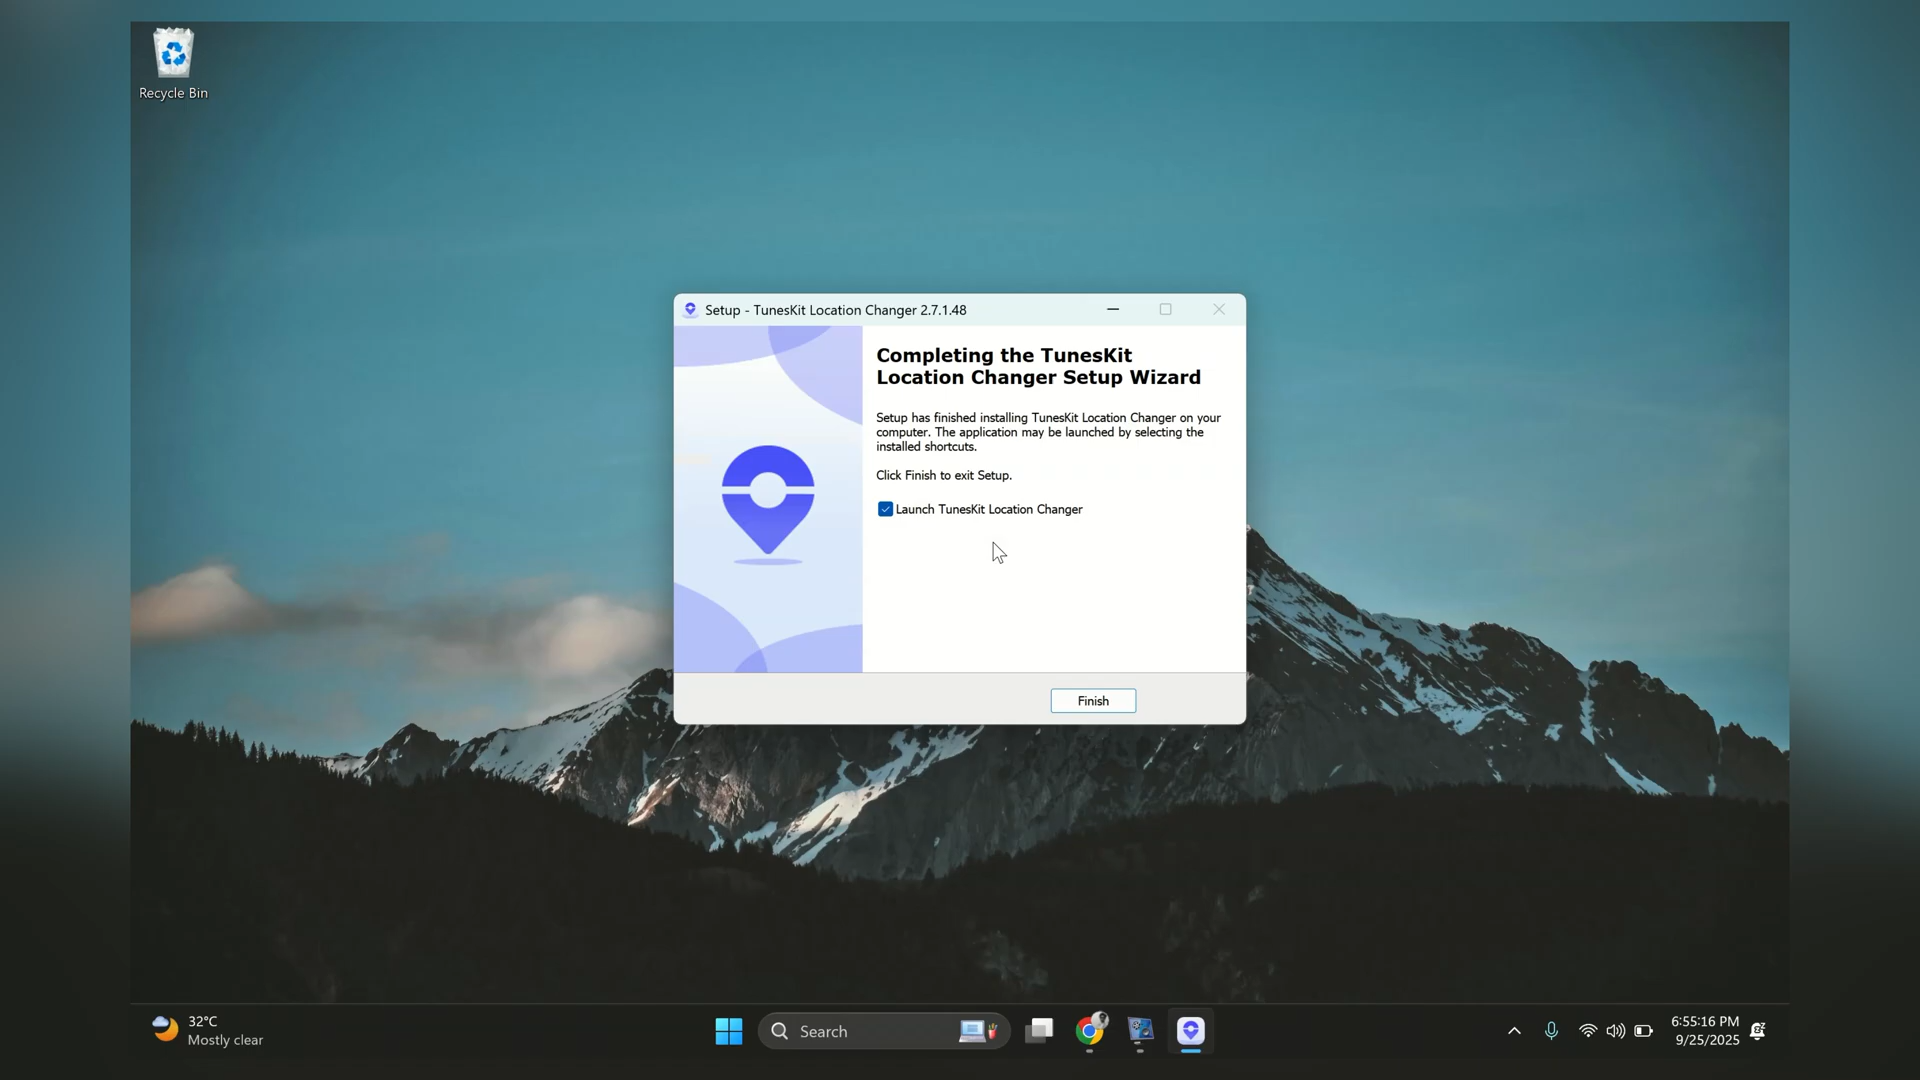 Recycle Bin
Setup - TunesKit Location Changer 2.7.1.48
Completing the TunesKit
Location Changer Setup Wizard
Setup has finished installing TunesKit Location Changer on your
computer. The application may be launched by selecting the
installed shortcuts.
Click Finish to exit Setup.
Launch TunesKit Location Changer
Finish
32°C
Mostly clear
Search
6:55:16 PM
9/25/2025